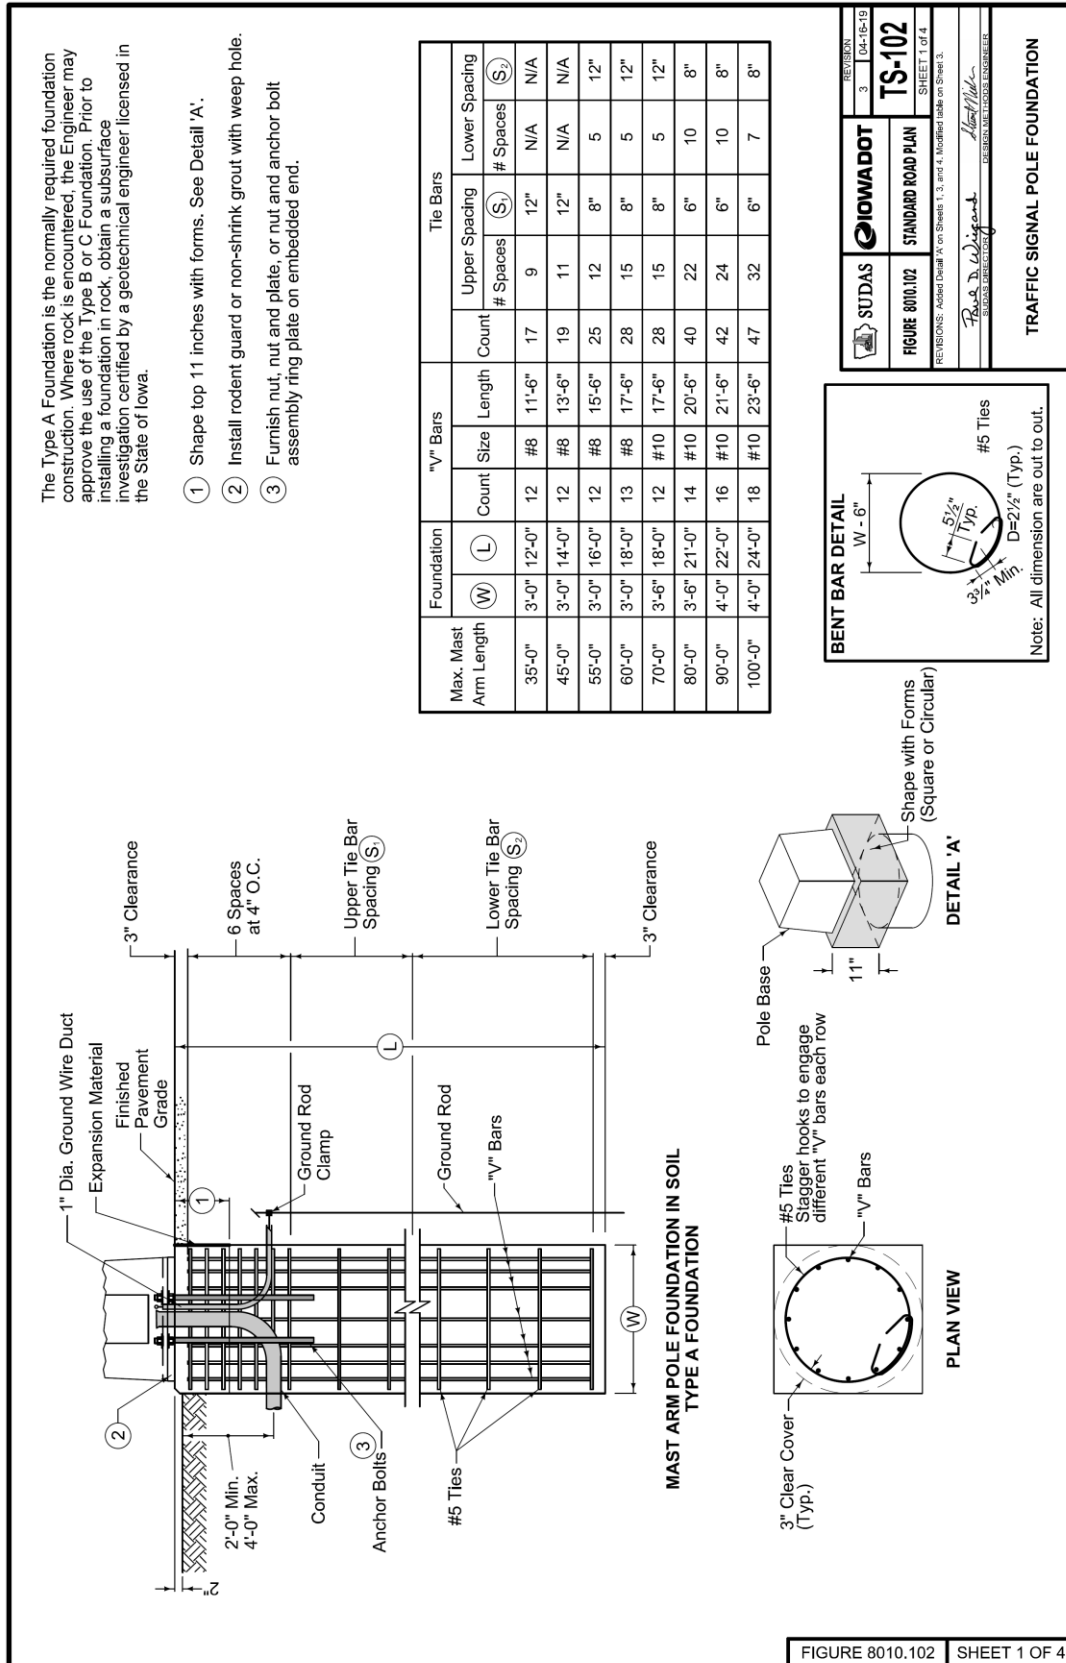 The Type A Foundation is the normally required foundation
construction. Where rock is encountered, the Engineer may
approve the use of the Type B or C Foundation. Prior to
installing a foundation in rock, obtain a subsurface
investigation certified by a geotechnical engineer licensed in
the State of Iowa.
1 Shape top 11 inches with forms. See Detail 'A'.
2 Install rodent guard or non-shrink grout with weep hole.
3 Furnish nut, nut and plate, or nut and anchor bolt
assembly ring plate on embedded end.
1" Dia. Ground Wire Duct
Expansion Material
Finished
Pavement
Grade
3" Clearance
6 Spaces
at 4" O.C.
Upper Tie Bar
Spacing S1
Lower Tie Bar
Spacing S2
3" Clearance
2
2"
2'-0" Min.
4'-0" Max.
1
L
Ground Rod
Clamp
Conduit
3
Anchor Bolts
Ground Rod
"V" Bars
#5 Ties
W
MAST ARM POLE FOUNDATION IN SOIL
TYPE A FOUNDATION
Max. Mast Arm Length Foundation "V" Bars Tie Bars
W L Count Size Length Count Upper Spacing Lower Spacing
# Spaces S1 # Spaces S2
35'-0" 3'-0" 12'-0" 12 #8 11'-6" 17 9 12" N/A N/A
45'-0" 3'-0" 14'-0" 12 #8 13'-6" 19 11 12" N/A N/A
55'-0" 3'-0" 16'-0" 12 #8 15'-6" 25 12 8" 5 12"
60'-0" 3'-0" 18'-0" 13 #8 17'-6" 28 15 8" 5 12"
70'-0" 3'-6" 18'-0" 12 #10 17'-6" 28 15 8" 5 12"
80'-0" 3'-6" 21'-0" 14 #10 20'-6" 40 22 6" 10 8"
90'-0" 4'-0" 22'-0" 16 #10 21'-6" 42 24 6" 10 8"
100'-0" 4'-0" 24'-0" 18 #10 23'-6" 47 32 6" 7 8"
3" Clear Cover
(Typ.)
#5 Ties
Stagger hooks to engage
different "V" bars each row
"V" Bars
PLAN VIEW
Pole Base
11"
Shape with Forms
(Square or Circular)
DETAIL 'A'
BENT BAR DETAIL
W - 6"
5½"
Typ.
3¾" Min.
#5 Ties
D=2½" (Typ.)
Note: All dimension are out to out.
SUDAS
IOWADOT
REVISION
3 04-16-19
FIGURE 8010.102
STANDARD ROAD PLAN
TS-102
SHEET 1 of 4
REVISIONS: Added Detail 'A' on Sheets 1, 3, and 4. Modified table on Sheet 3.
Paul D. Wiegand
SUDAS DIRECTOR
DESIGN METHODS ENGINEER
TRAFFIC SIGNAL POLE FOUNDATION
FIGURE 8010.102 SHEET 1 OF 4